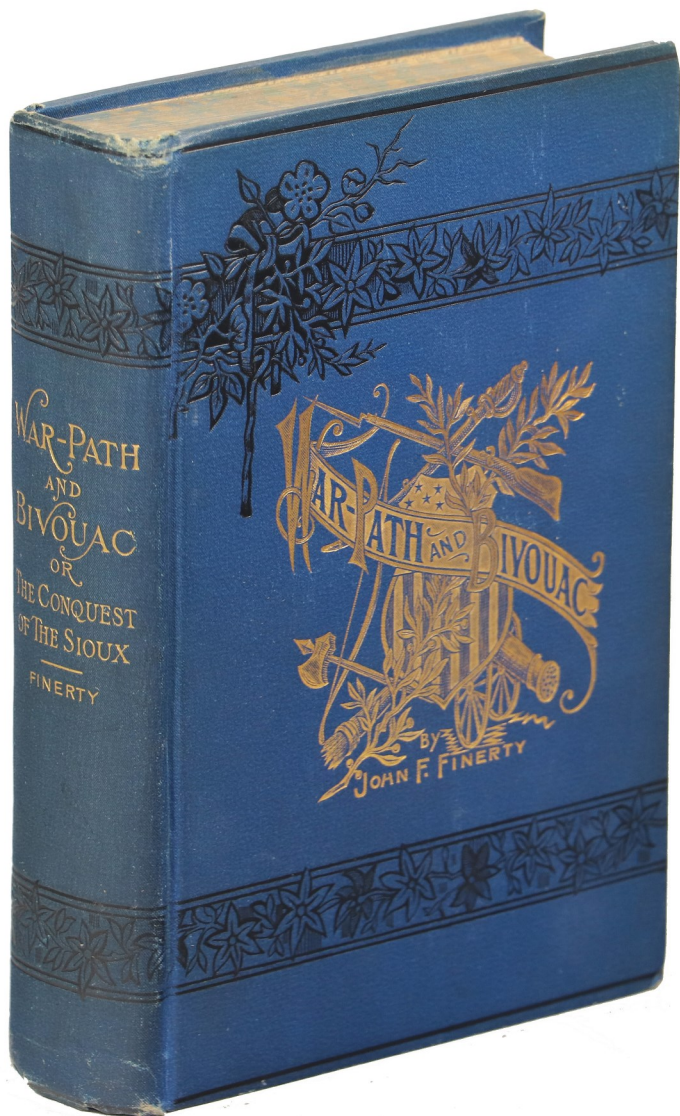 WAR-PATH
AND
BIVOUAC
OR
THE CONQUEST
OF THE SIOUX
FINERTY
WAR-PATH AND BIVOUAC
BY
JOHN F. FINERTY